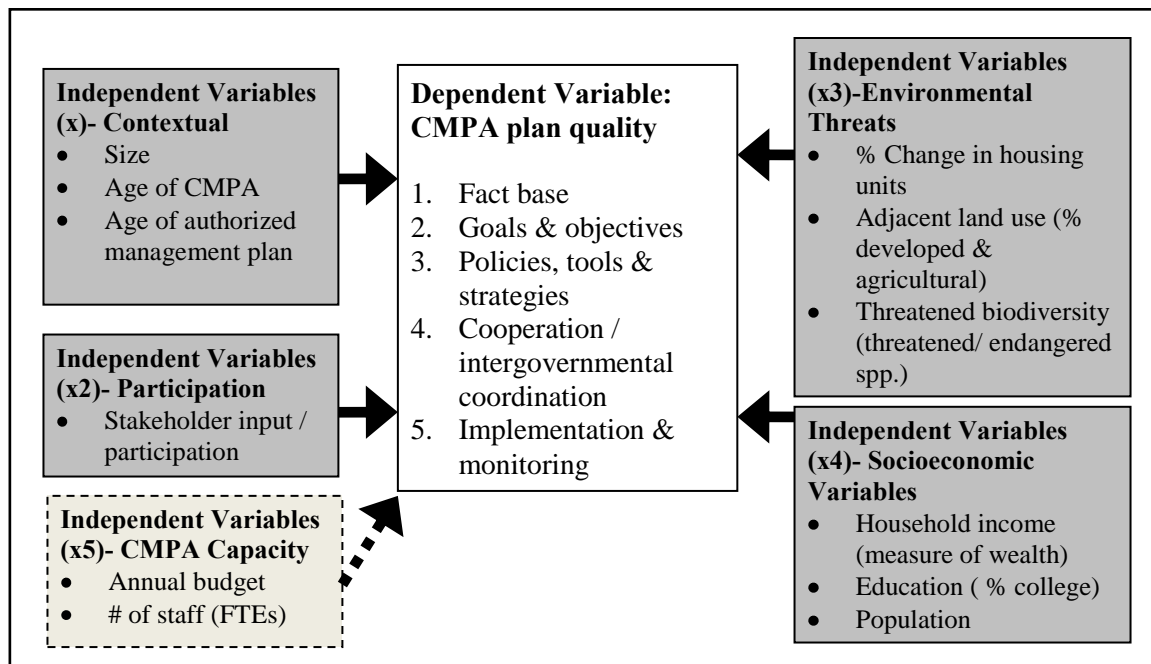 Independent Variables
(x)- Contextual
• Size
• Age of CMPA
• Age of authorized
management plan
Independent Variables
(x2)- Participation
• Stakeholder input /
participation
Independent Variables
(x5)- CMPA Capacity
• Annual budget
• # of staff (FTEs)
Dependent Variable:
CMPA plan quality
1. Fact base
2. Goals & objectives
3. Policies, tools &
strategies
4. Cooperation /
intergovernmental
coordination
5. Implementation &
monitoring
Independent Variables
(x3)-Environmental
Threats
• % Change in housing
units
• Adjacent land use (%
developed &
agricultural)
• Threatened biodiversity
(threatened/ endangered
spp.)
Independent Variables
(x4)- Socioeconomic
Variables
• Household income
(measure of wealth)
• Education ( % college)
• Population